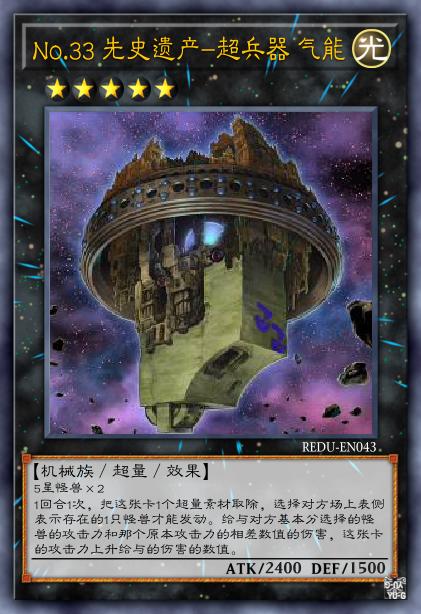 No.33 先史遗产-超兵器 气能 光
33
REDU-EN043
【机械族/超量/效果】
5星怪兽×2
1回合1次，把这张卡1个超量素材取除，选择对方场上表侧
表示存在的1只怪兽才能发动。给与对方基本分选择的怪
兽的攻击力和那个原本攻击力的相差数值的伤害，这张卡
的攻击力上升给与的伤害的数值。
ATK/2400 DEF/1500